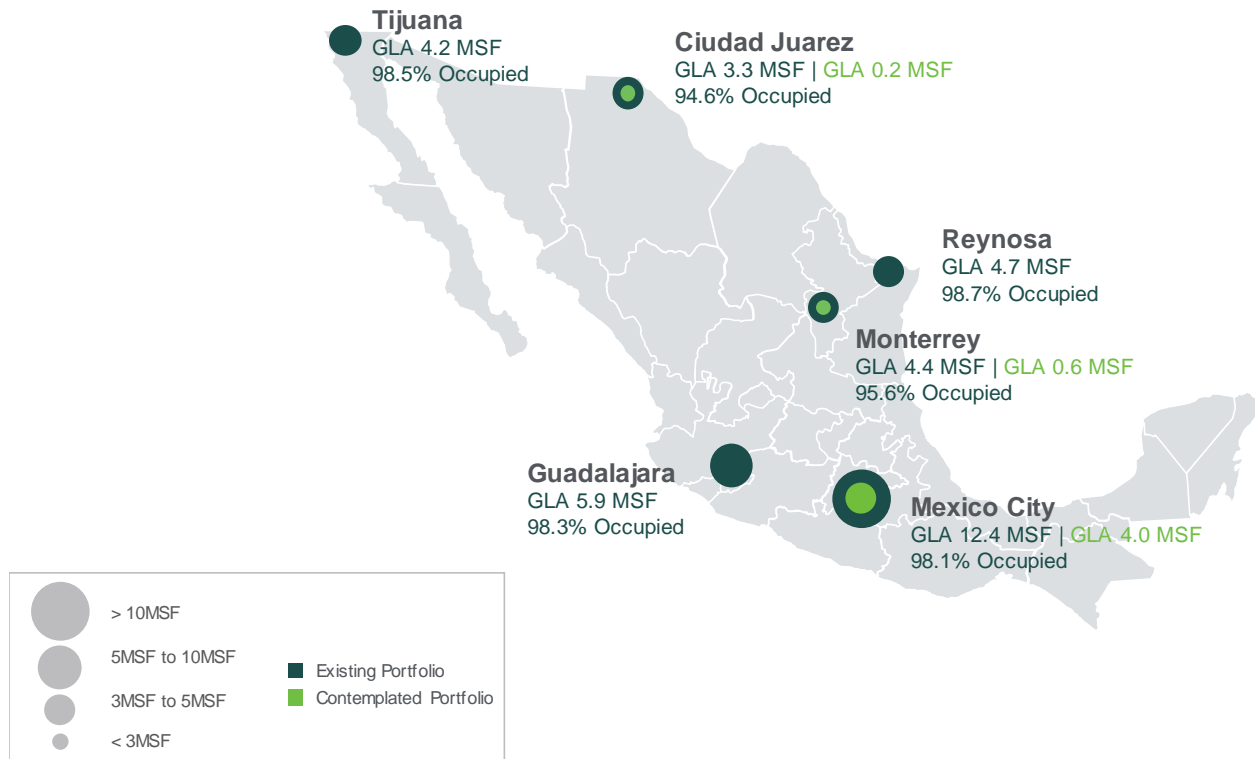 Tijuana
GLA 4.2 MSF
98.5% Occupied
Ciudad Juarez
GLA 3.3 MSF | GLA 0.2 MSF
94.6% Occupied
Reynosa
GLA 4.7 MSF
98.7% Occupied
Monterrey
GLA 4.4 MSF | GLA 0.6 MSF
95.6% Occupied
Guadalajara
GLA 5.9 MSF
98.3% Occupied
Mexico City
GLA 12.4 MSF | GLA 4.0 MSF
98.1% Occupied
> 10MSF
5MSF to 10MSF
3MSF to 5MSF
< 3MSF
Existing Portfolio
Contemplated Portfolio